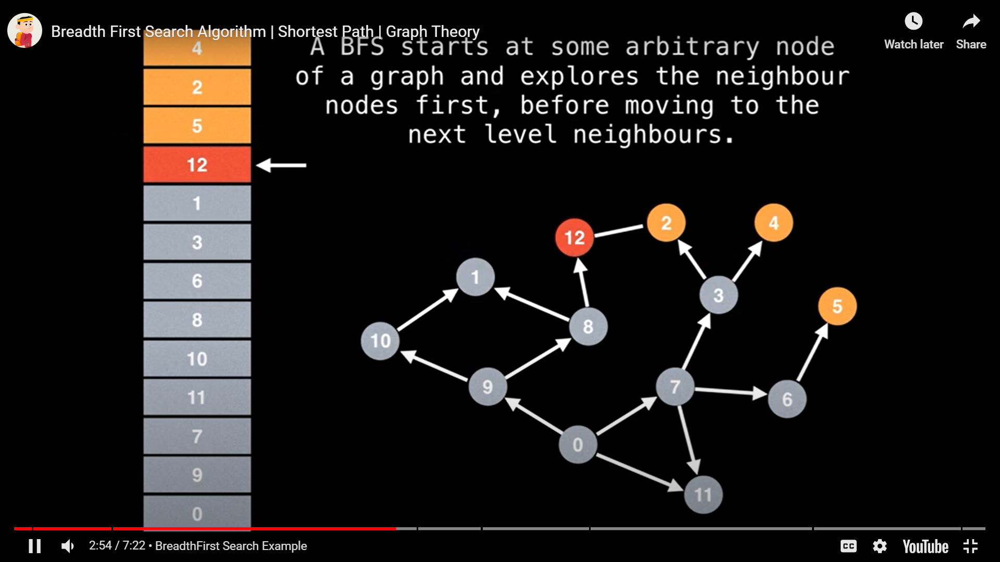 Breadth First Search Algorithm | Shortest Path | Graph Theory
Watch later
Share
A BFS starts at some arbitrary node
of a graph and explores the neighbour
nodes first, before moving to the
next level neighbours.
4
2
5
12
1
3
6
8
10
11
7
9
0
12
2
4
1
3
5
10
8
9
7
6
0
11
2:54 / 7:22 • BreadthFirst Search Example
CC
YouTube